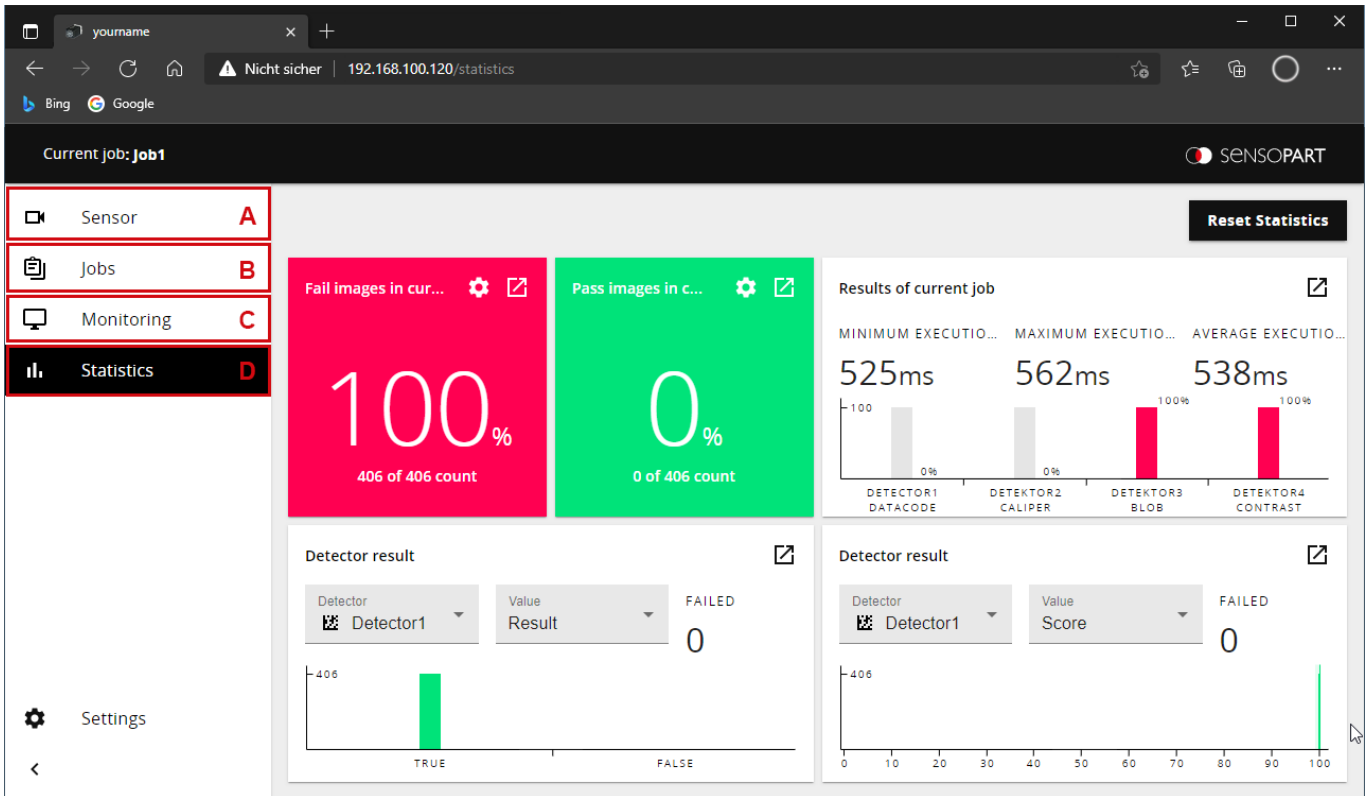 yourname
Nicht sicher 192.168.100.120/statistics
Bing Google
Current job: Job1
SENSOPART
Sensor A
Jobs B
Monitoring C
Statistics D
Settings
Reset Statistics
Fail images in cur...
100%
406 of 406 count
Pass images in c...
0%
0 of 406 count
Results of current job
MINIMUM EXECUTIO... MAXIMUM EXECUTIO... AVERAGE EXECUTIO...
525ms 562ms 538ms
100 100% 100%
0% 0%
DETECTOR1 DETEKTOR2 DETEKTOR3 DETEKTOR4
DATACODE CALIPER BLOB CONTRAST
Detector result
Detector Value FAILED
Detector1 Result 0
406
TRUE FALSE
Detector result
Detector Value FAILED
Detector1 Score 0
406
0 10 20 30 40 50 60 70 80 90 100